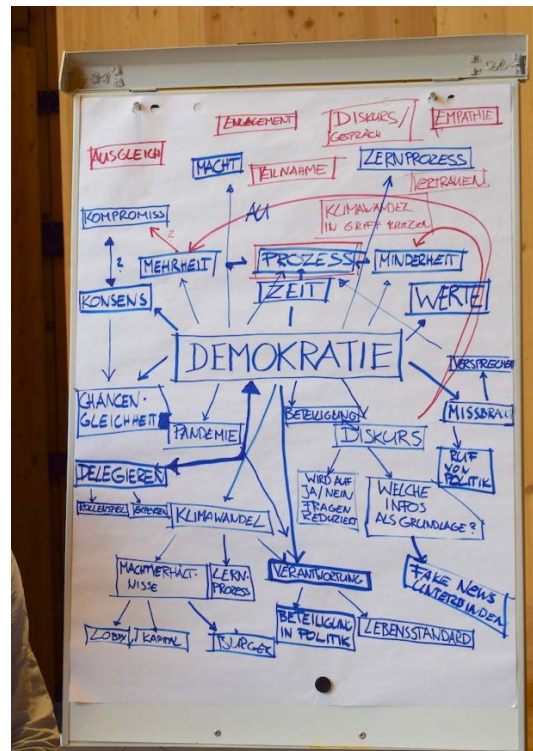 ENGAGEMENT
DISKURS/
GESPRÄCH
EMPATHIE
AUSGLEICH
MACHT
TEILNAHME
LERNPROZESS
VERTRAUEN
KOMPROMISS
?
KLIMAWANDEL
IN GRIFF KRIEGEN
?
MEHRHEIT
PROZESS
MINDERHEIT
KONSENS
ZEIT
WERTE
DEMOKRATIE
VERSPRECHEN
CHANCEN-
GLEICHHEIT
PANDEMIE
BETEILIGUNG
DISKURS
MISSBRAU
RUF
VON
POLITIK
DELEGIEREN
ROLLENSPIEL
EXPERTEN
KLIMAWANDEL
WIRD AUF
JA/NEIN
FRAGEN
REDUZIERT
WELCHE
INFOS
ALS GRUNDLAGE?
MACHTVERHÄLT-
NISSE
LERN-
PROZESS
VERANTWORTUNG
FAKE NEWS
UNTERBINDEN
LOBBY
KAPITAL
BÜRGER
BETEILIGUNG
IN POLITIK
LEBENSSTANDARD